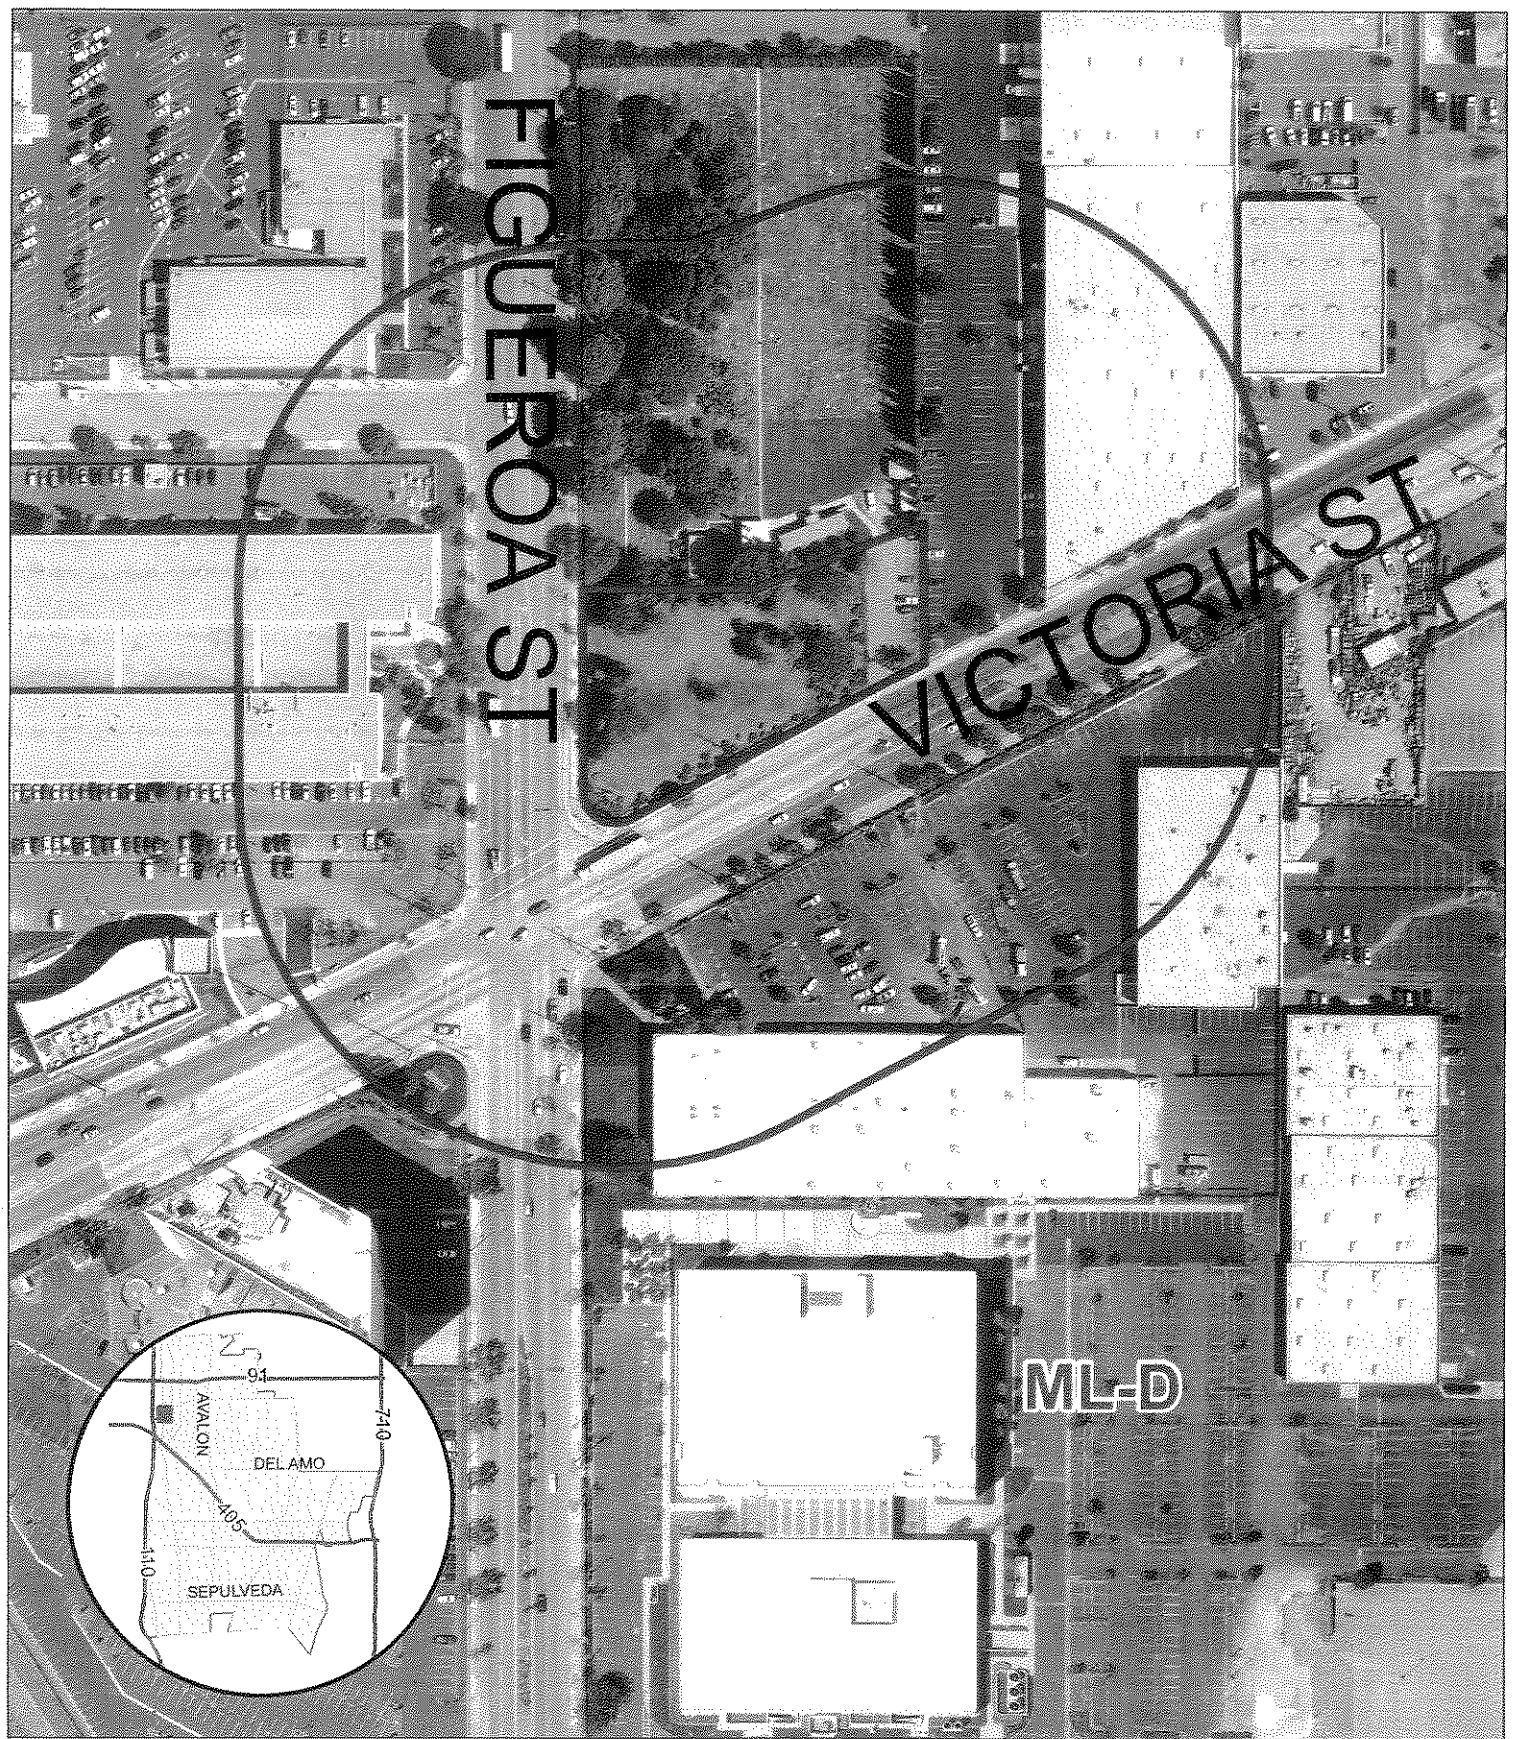 FIGUEROA ST
VICTORIA ST
ML-D
91
AVALON
710
DEL AMO
405
110
SEPULVEDA